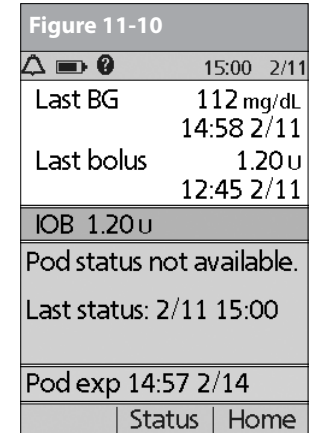 Figure 11-10
15:00 2/11
Last BG 112 mg/dL
14:58 2/11
Last bolus 1.20 U
12:45 2/11
IOB 1.20 U
Pod status not available.
Last status: 2/11 15:00
Pod exp 14:57 2/14
Status | Home